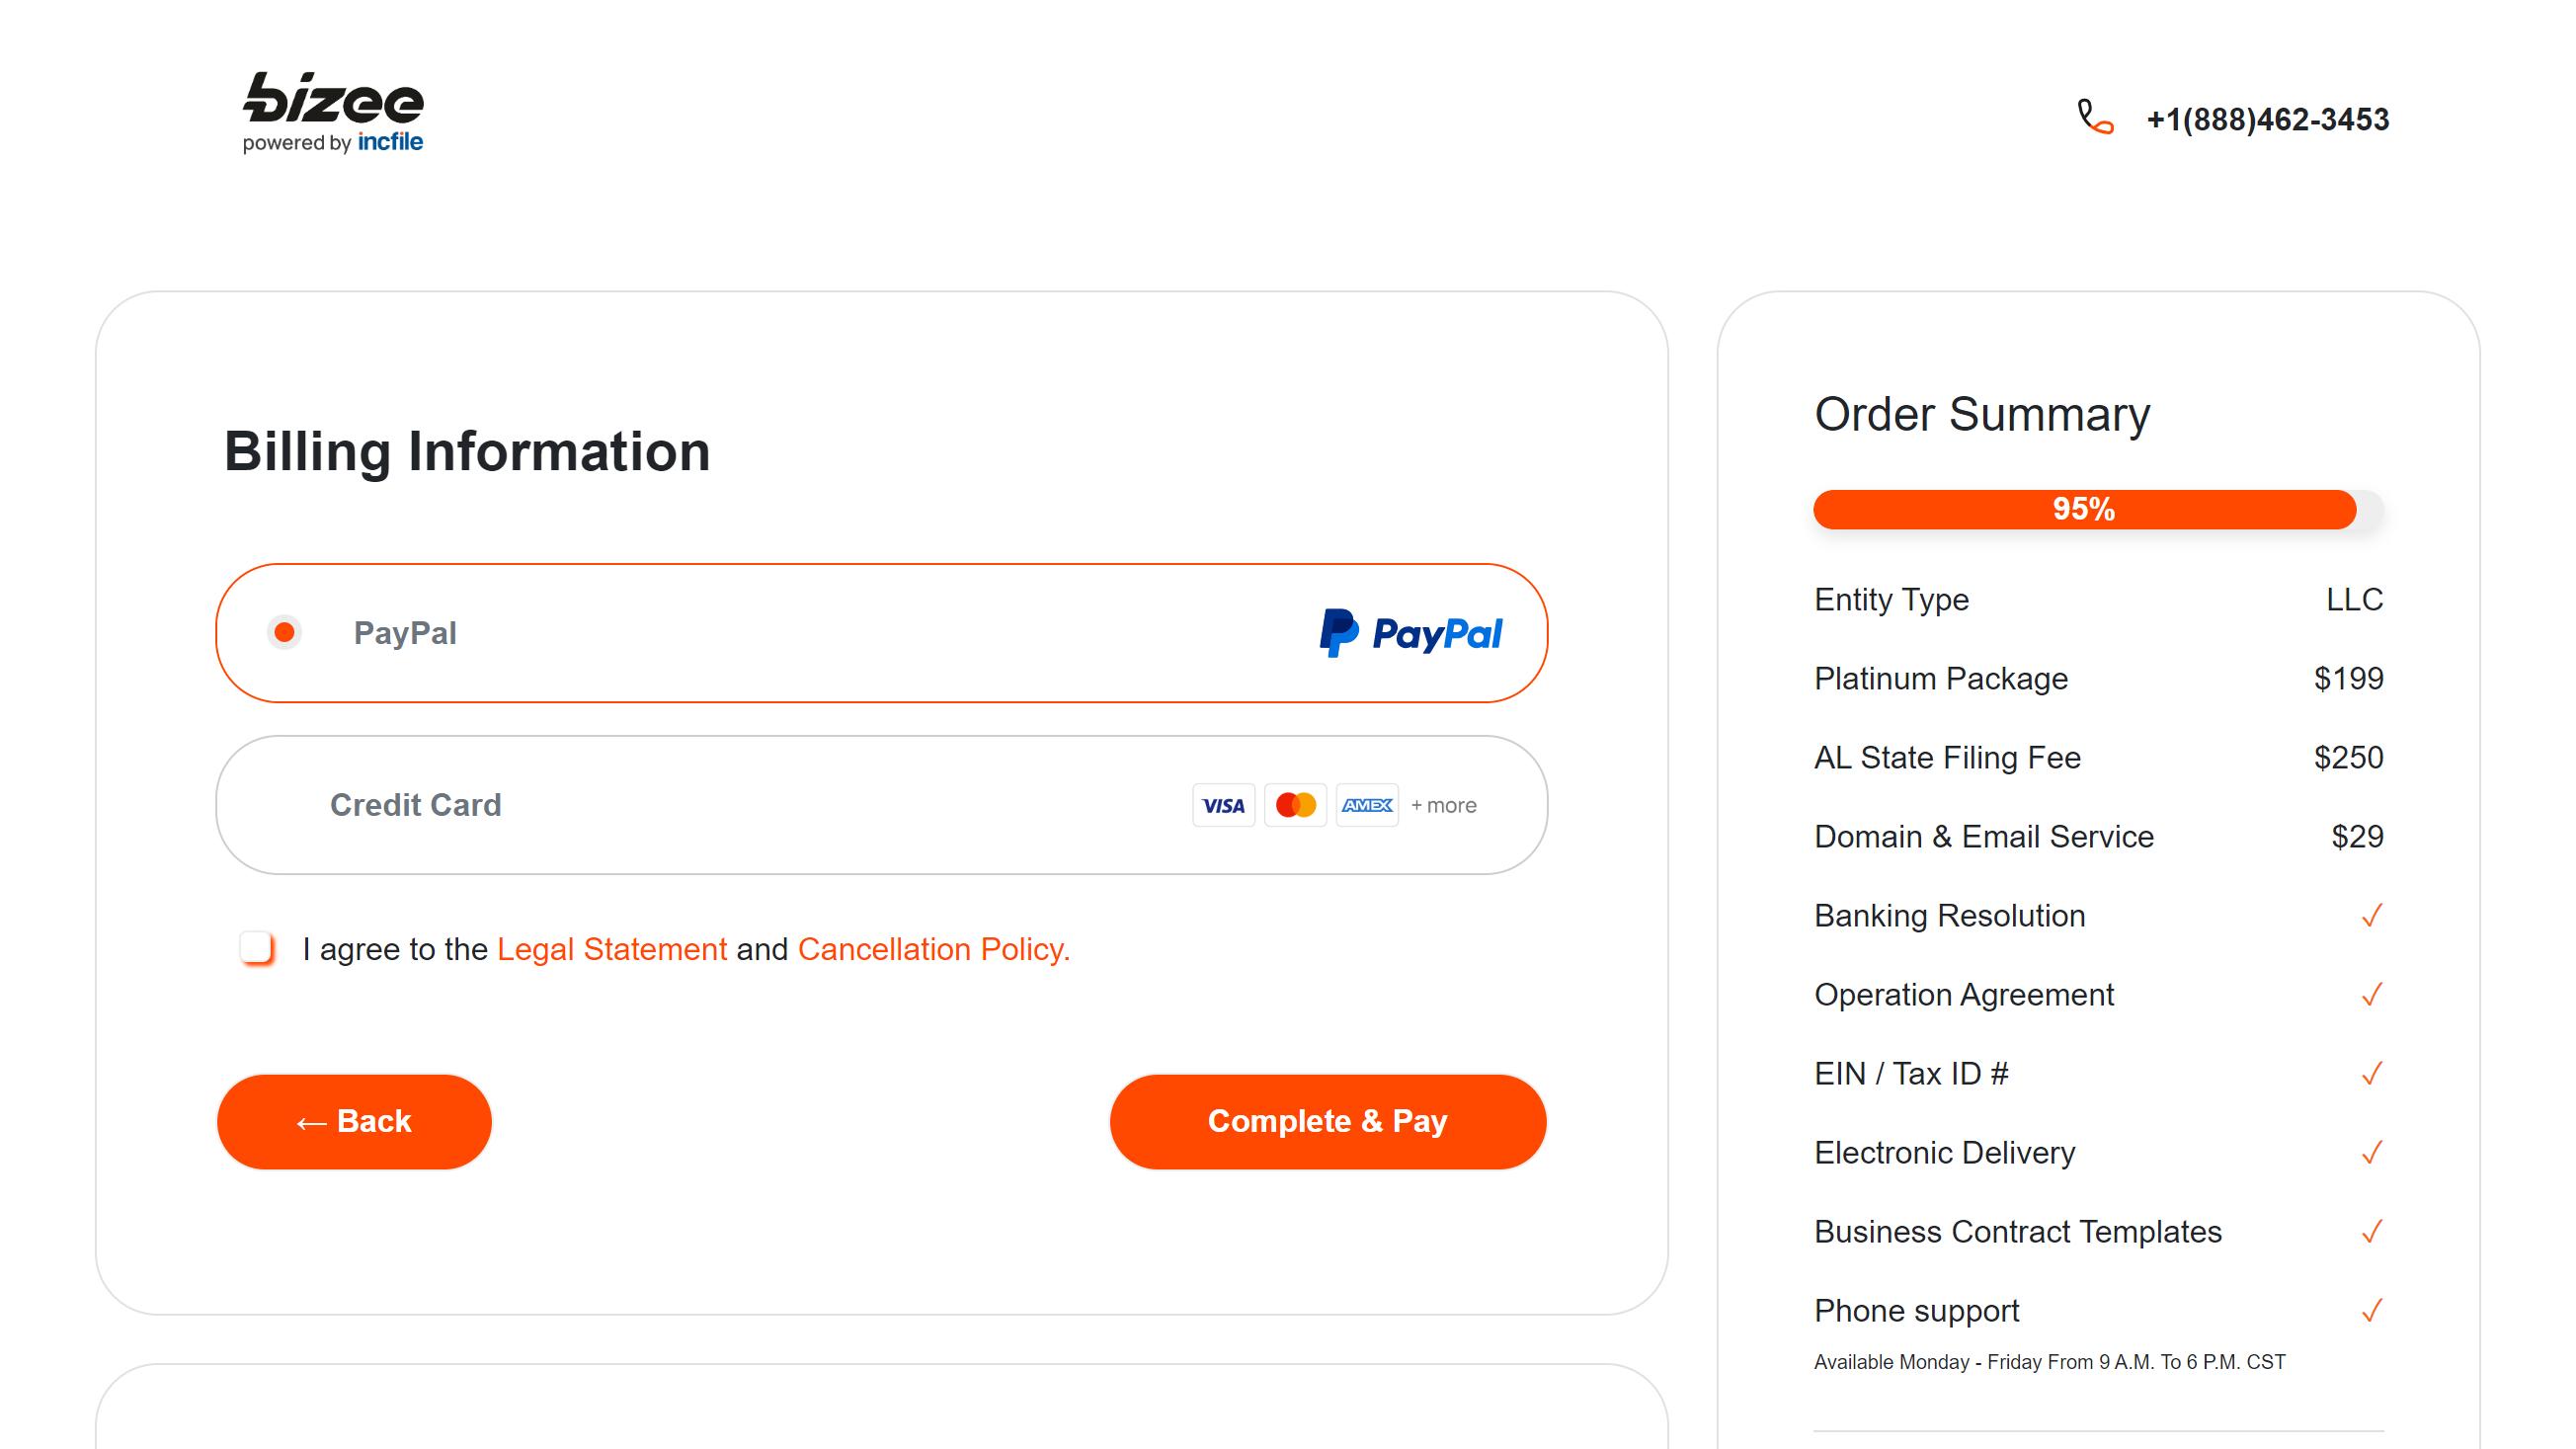 bizee
powered by incfile
+1(888)462-3453
Billing Information
PayPal
PayPal
Credit Card
VISA
AMEX
+ more
I agree to the Legal Statement and Cancellation Policy.
← Back
Complete & Pay
Order Summary
95%
Entity Type LLC
Platinum Package $199
AL State Filing Fee $250
Domain & Email Service $29
Banking Resolution ✓
Operation Agreement ✓
EIN / Tax ID # ✓
Electronic Delivery ✓
Business Contract Templates ✓
Phone support ✓
Available Monday - Friday From 9 A.M. To 6 P.M. CST